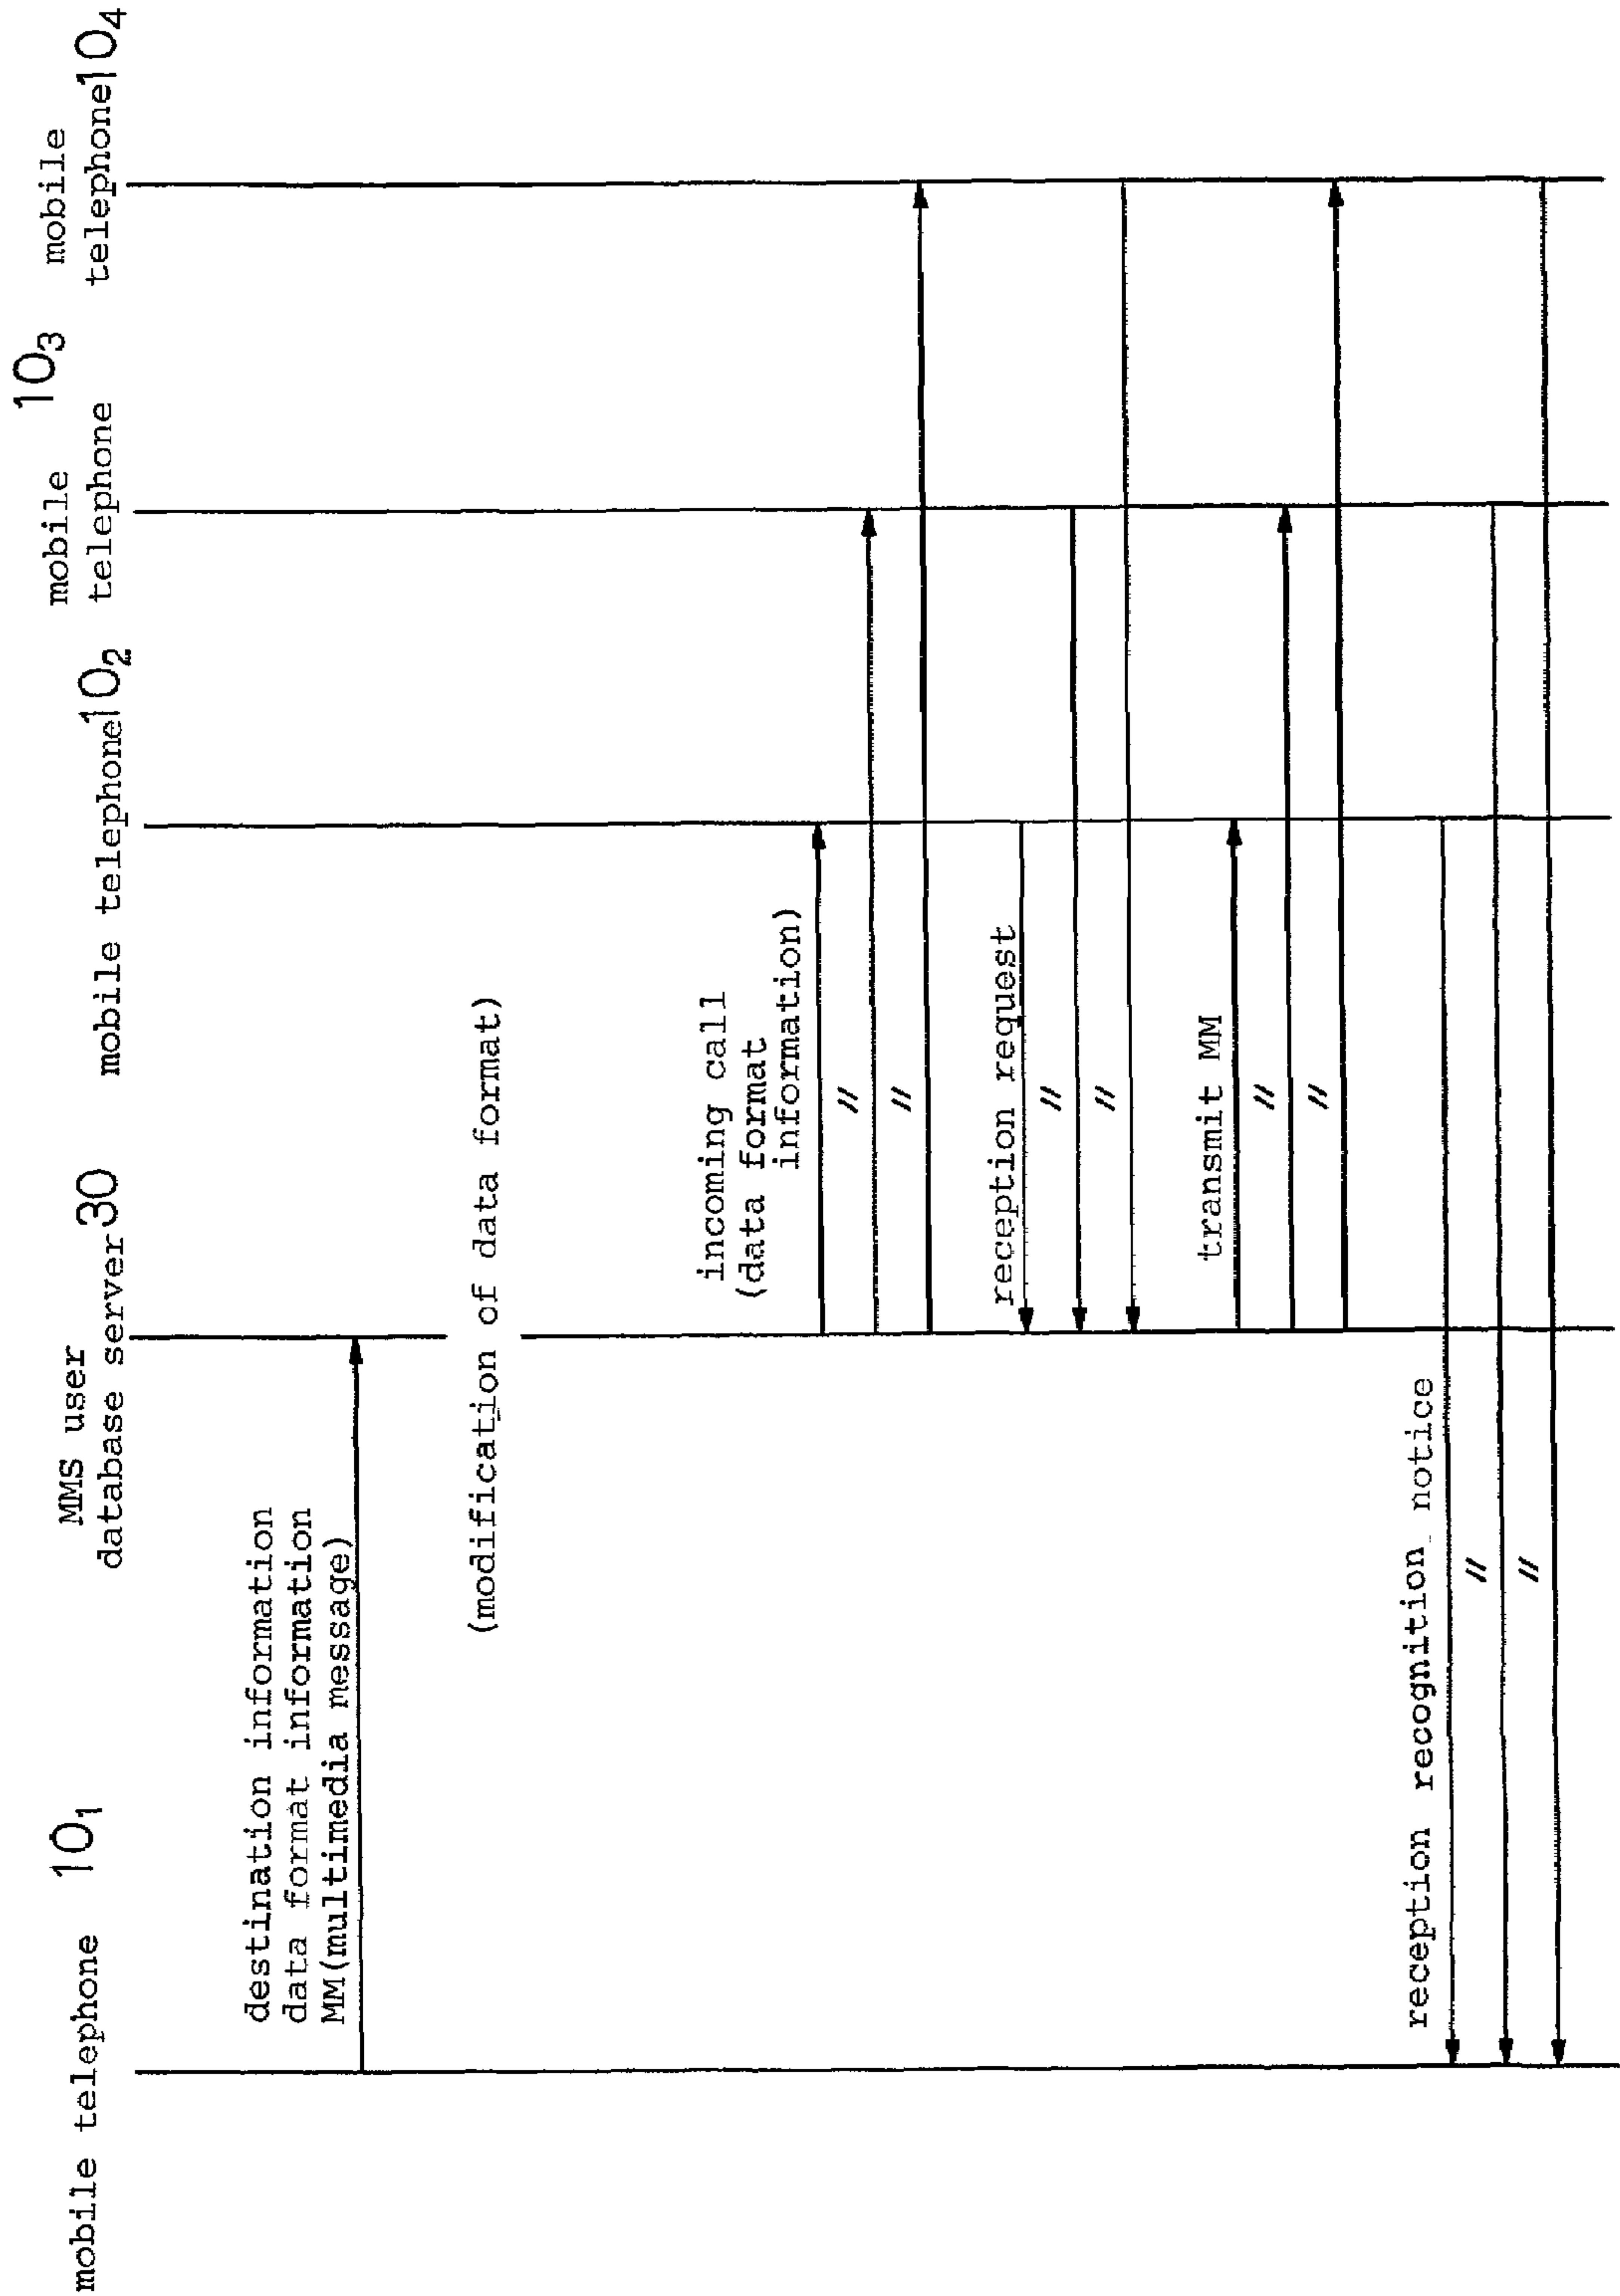 mobile telephone 10₁
MMS user
database server 30
mobile telephone 10₂
mobile
telephone 10₃
mobile
telephone 10₄
destination information
data format information
MM(multimedia message)
(modification of data format)
incoming call
(data format
information)
〃
〃
reception request
〃
〃
transmit MM
〃
〃
reception recognition notice
〃
〃